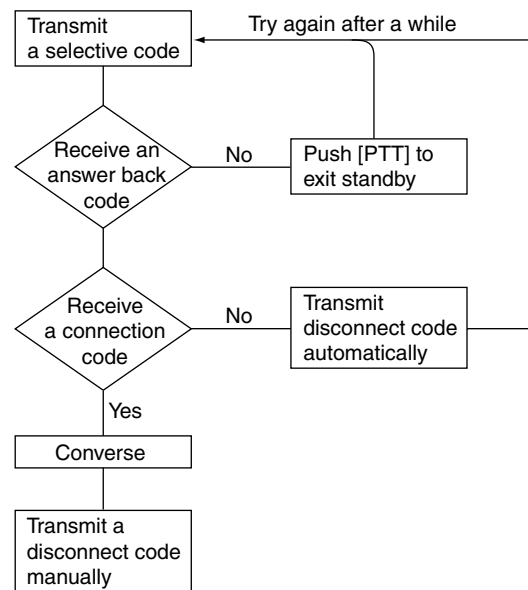 Transmit
a selective code
Try again after a while
Receive an
answer back
code
No
Push [PTT] to
exit standby
Receive
a connection
code
No
Transmit
disconnect code
automatically
Yes
Converse
Transmit a
disconnect code
manually